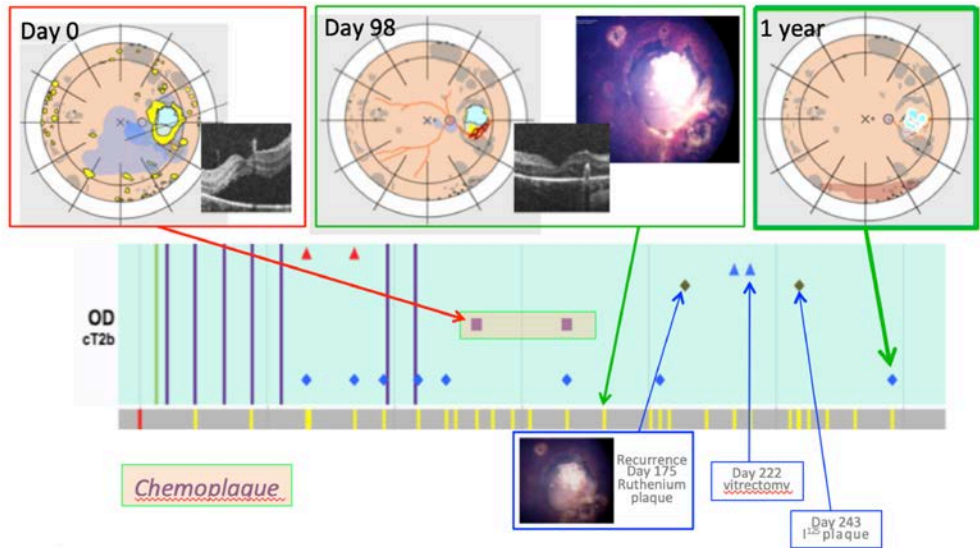 Day 0
Day 98
1 year
OD
cT2b
Chemoplaque
Recurrence
Day 175
Ruthenium
plaque
Day 222
vitrectomy
Day 243
I¹²⁵ plaque